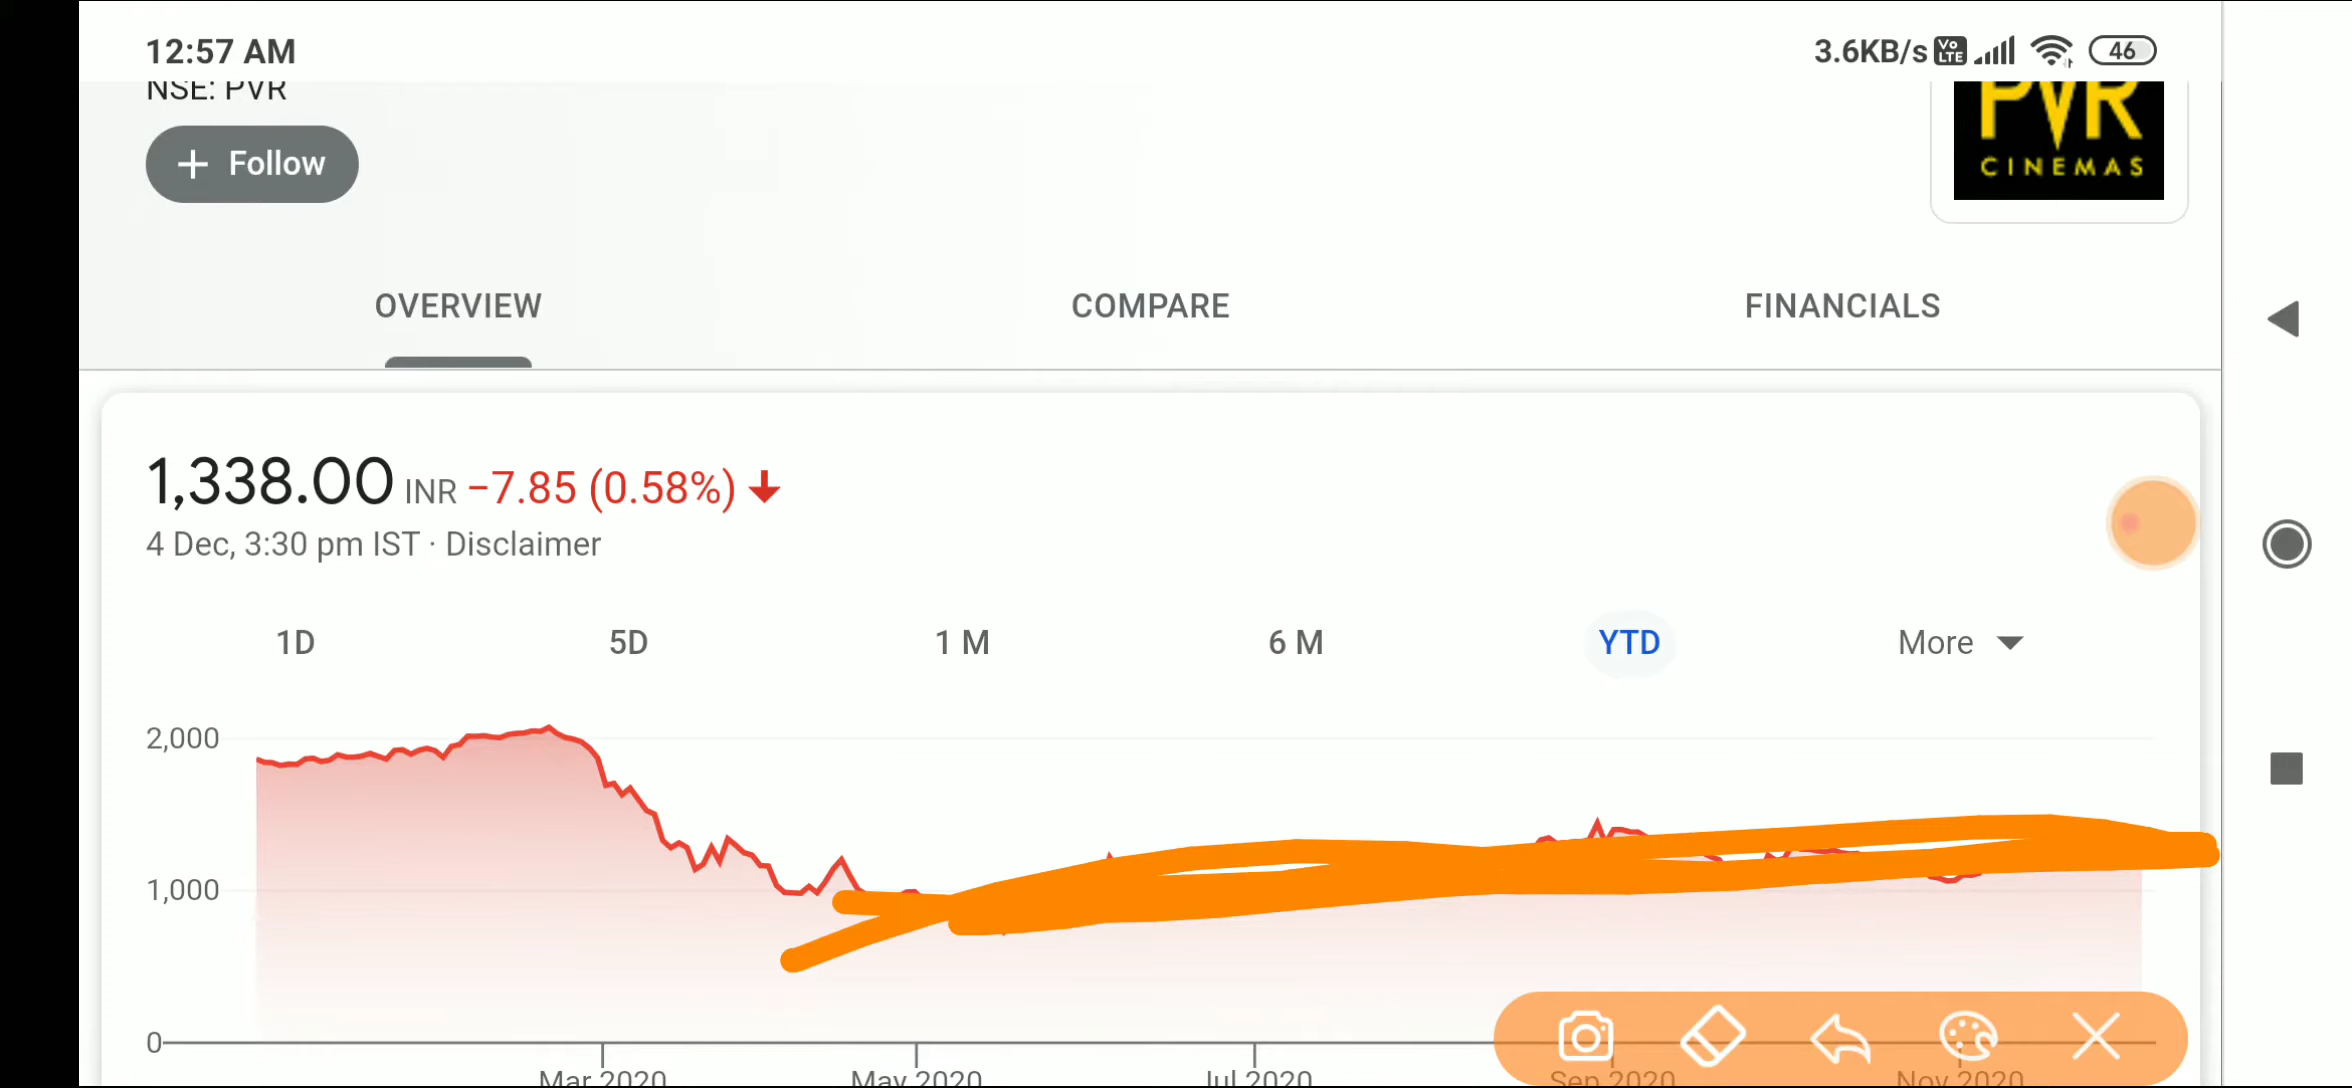 12:57 AM
3.6KB/s Vo LTE 46
NSE: PVR
+ Follow
PVR
CINEMAS
OVERVIEW
COMPARE
FINANCIALS
1,338.00 INR −7.85 (0.58%)
4 Dec, 3:30 pm IST · Disclaimer
1D
5D
1 M
6 M
YTD
More
2,000
1,000
0
Mar 2020
May 2020
Jul 2020
Sep 2020
Nov 2020